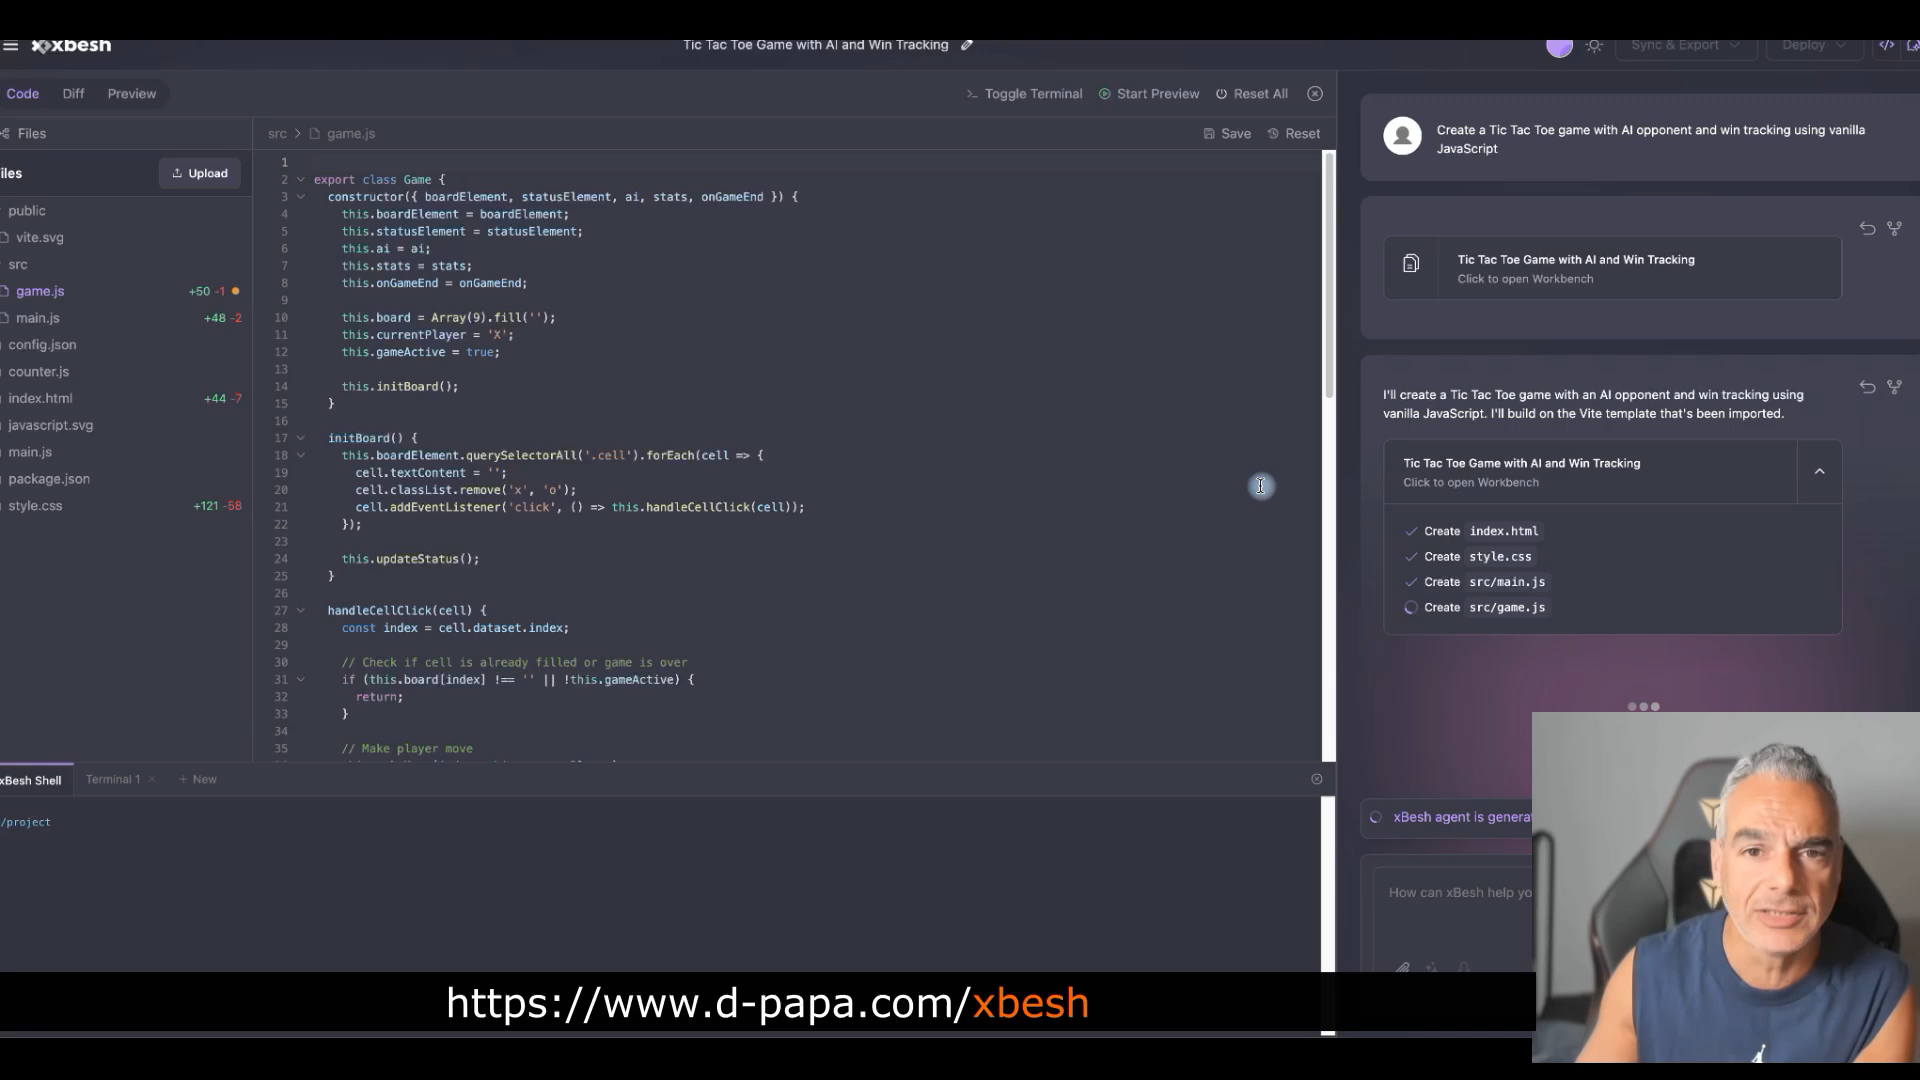 xbesh
Tic Tac Toe Game with AI and Win Tracking
Sync & Export
Deploy
Code
Diff
Preview
Toggle Terminal
Start Preview
Reset All
Files
src
game.js
Save
Reset
iles
Upload
public
vite.svg
src
game.js +50 -1
main.js +48 -2
config.json
counter.js
index.html +44 -7
javascript.svg
main.js
package.json
style.css +121 -58
1
2 export class Game {
3 constructor({ boardElement, statusElement, ai, stats, onGameEnd }) {
4 this.boardElement = boardElement;
5 this.statusElement = statusElement;
6 this.ai = ai;
7 this.stats = stats;
8 this.onGameEnd = onGameEnd;
9
10 this.board = Array(9).fill('');
11 this.currentPlayer = 'X';
12 this.gameActive = true;
13
14 this.initBoard();
15 }
16
17 initBoard() {
18 this.boardElement.querySelectorAll('.cell').forEach(cell => {
19 cell.textContent = '';
20 cell.classList.remove('x', 'o');
21 cell.addEventListener('click', () => this.handleCellClick(cell));
22 });
23
24 this.updateStatus();
25 }
26
27 handleCellClick(cell) {
28 const index = cell.dataset.index;
29
30 // Check if cell is already filled or game is over
31 if (this.board[index] !== '' || !this.gameActive) {
32 return;
33 }
34
35 // Make player move
xBesh Shell
Terminal 1
+ New
/project
Create a Tic Tac Toe game with AI opponent and win tracking using vanilla
JavaScript
Tic Tac Toe Game with AI and Win Tracking
Click to open Workbench
I'll create a Tic Tac Toe game with an AI opponent and win tracking using
vanilla JavaScript. I'll build on the Vite template that's been imported.
Tic Tac Toe Game with AI and Win Tracking
Click to open Workbench
Create index.html
Create style.css
Create src/main.js
Create src/game.js
xBesh agent is genera
How can xBesh help yo
https://www.d-papa.com/xbesh